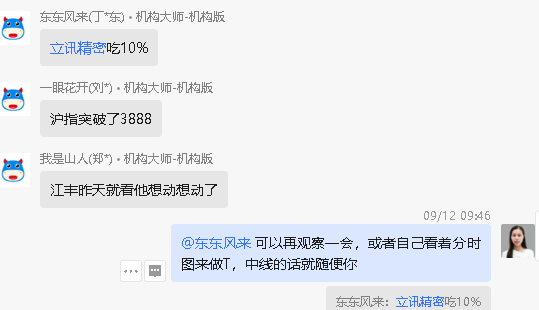 东东风来(丁*东) • 机构大师-机构版
立讯精密吃10%
一眼花开(刘*) • 机构大师-机构版
沪指突破了3888
我是山人(郑*) • 机构大师-机构版
江丰昨天就看他想动想动了
09/12 09:46
@东东风来 可以再观察一会，或者自己看着分时
图来做T，中线的话就随便你
东东风来：立讯精密吃10%